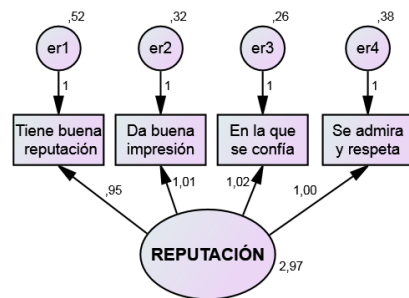 ,52 ,32 ,26 ,38
er1 er2 er3 er4
1 1 1 1
Tiene buena
reputación
Da buena
impresión
En la que
se confía
Se admira
y respeta
,95 1,01 1,02 1,00
REPUTACIÓN
2,97